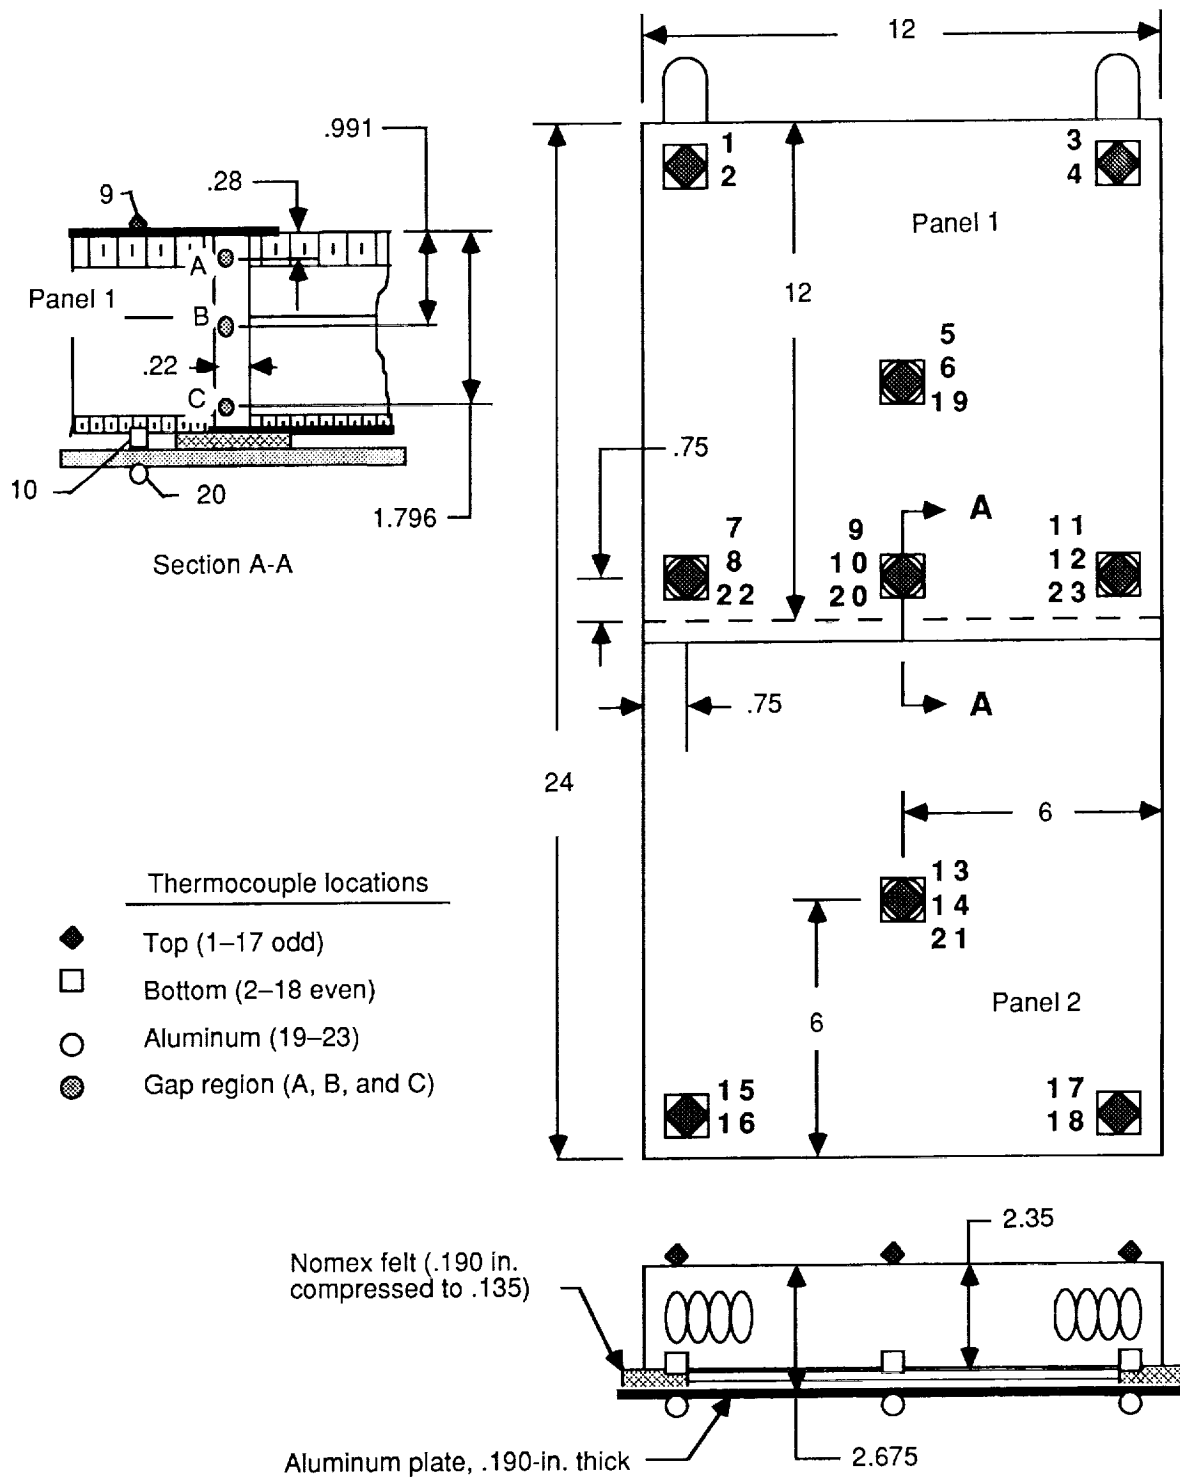 12
.991
1
3
.28
9
2
4
Panel 1
A
12
Panel 1
B
5
.22
6
19
C
.75
10
20
A
1.796
7
9
11
8
10
12
Section A-A
22
20
23
.75
A
24
6
Thermocouple locations
13
14
Top (1–17 odd)
21
Bottom (2–18 even)
Panel 2
6
Aluminum (19–23)
Gap region (A, B, and C)
15
17
16
18
2.35
Nomex felt (.190 in.
compressed to .135)
Aluminum plate, .190-in. thick
2.675